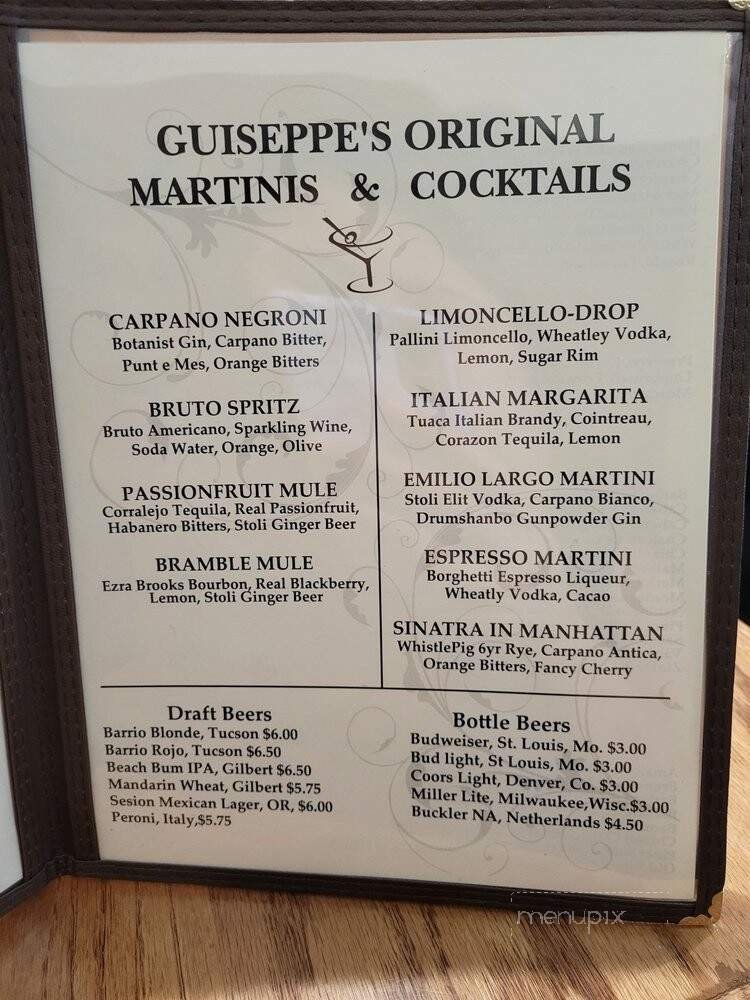 GUISEPPE'S ORIGINAL
MARTINIS & COCKTAILS
CARPANO NEGRONI
Botanist Gin, Carpano Bitter,
Punt e Mes, Orange Bitters
BRUTO SPRITZ
Bruto Americano, Sparkling Wine,
Soda Water, Orange, Olive
PASSIONFRUIT MULE
Corralejo Tequila, Real Passionfruit,
Habanero Bitters, Stoli Ginger Beer
BRAMBLE MULE
Ezra Brooks Bourbon, Real Blackberry,
Lemon, Stoli Ginger Beer
LIMONCELLO-DROP
Pallini Limoncello, Wheatley Vodka,
Lemon, Sugar Rim
ITALIAN MARGARITA
Tuaca Italian Brandy, Cointreau,
Corazon Tequila, Lemon
EMILIO LARGO MARTINI
Stoli Elit Vodka, Carpano Bianco,
Drumshanbo Gunpowder Gin
ESPRESSO MARTINI
Borghetti Espresso Liqueur,
Wheatly Vodka, Cacao
SINATRA IN MANHATTAN
WhistlePig 6yr Rye, Carpano Antica,
Orange Bitters, Fancy Cherry
Draft Beers
Barrio Blonde, Tucson $6.00
Barrio Rojo, Tucson $6.50
Beach Bum IPA, Gilbert $6.50
Mandarin Wheat, Gilbert $5.75
Sesion Mexican Lager, OR, $6.00
Peroni, Italy,$5.75
Bottle Beers
Budweiser, St. Louis, Mo. $3.00
Bud light, St Louis, Mo. $3.00
Coors Light, Denver, Co. $3.00
Miller Lite, Milwaukee,Wisc.$3.00
Buckler NA, Netherlands $4.50
menupix